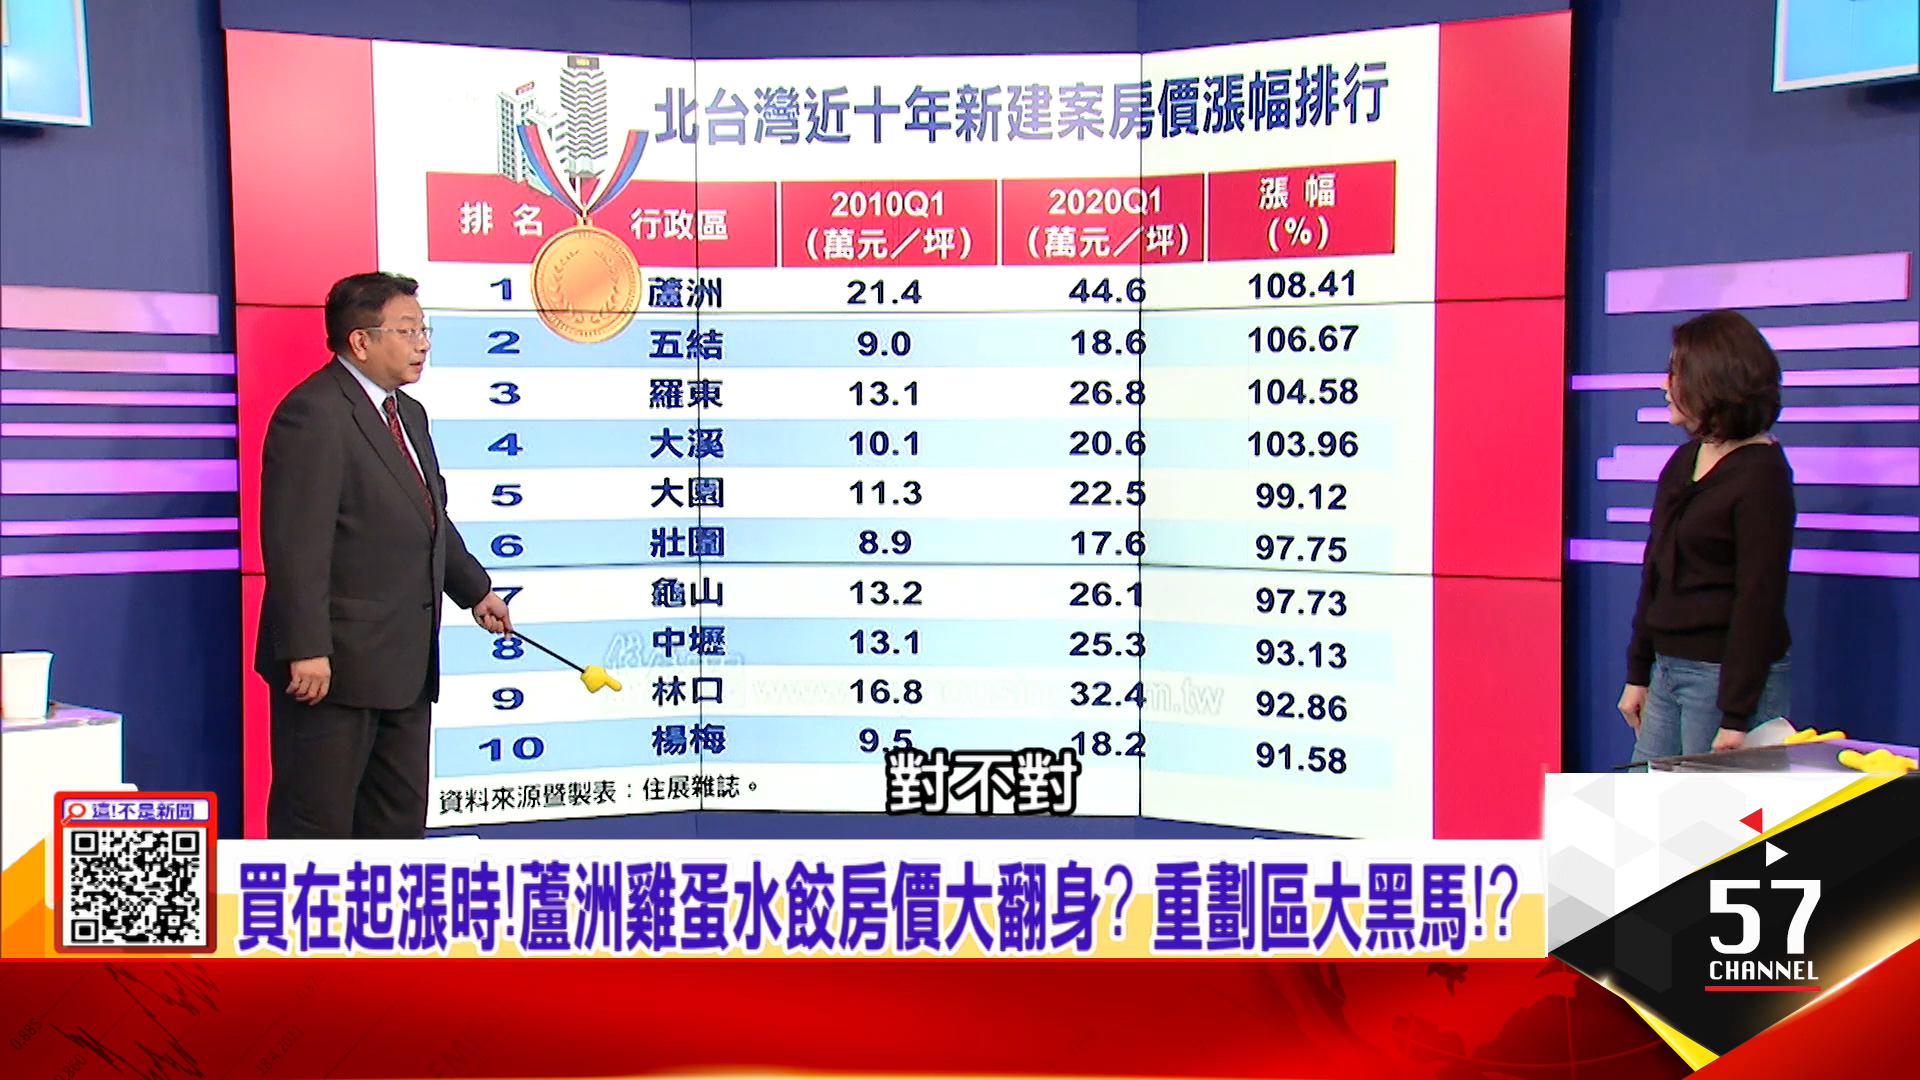 北台灣近十年新建案房價漲幅排行
排名 行政區 2010Q1 (萬元／坪) 2020Q1 (萬元／坪) 漲幅 (%)
1 蘆洲 21.4 44.6 108.41
2 五結 9.0 18.6 106.67
3 羅東 13.1 26.8 104.58
4 大溪 10.1 20.6 103.96
5 大園 11.3 22.5 99.12
6 壯圍 8.9 17.6 97.75
7 龜山 13.2 26.1 97.73
8 中壢 13.1 25.3 93.13
9 林口 16.8 32.4 92.86
10 楊梅 9.5 18.2 91.58
資料來源暨製表：住展雜誌。
對不對
這!不是新聞
買在起漲時!蘆洲雞蛋水餃房價大翻身? 重劃區大黑馬!?
57
CHANNEL